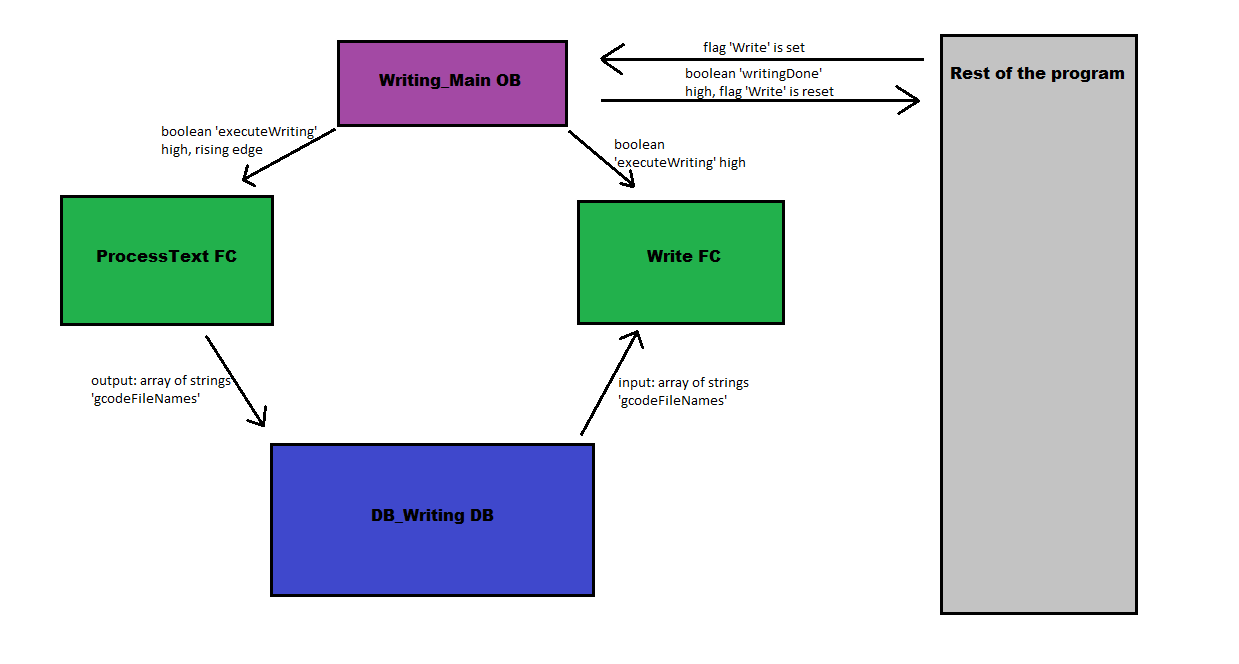 flag 'Write' is set
Rest of the program
Writing_Main OB
boolean 'writingDone'
high, flag 'Write' is reset
boolean 'executeWriting'
high, rising edge
boolean
'executeWriting' high
ProcessText FC
Write FC
output: array of strings
'gcodeFileNames'
input: array of strings
'gcodeFileNames'
DB_Writing DB